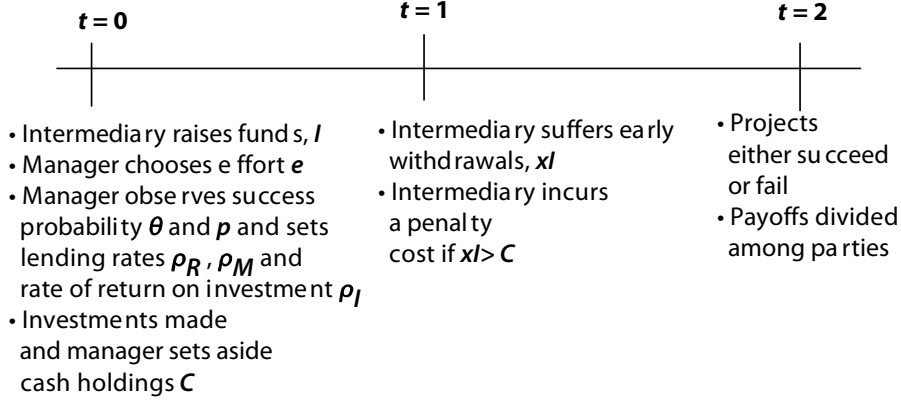 t = 0
t = 1
t = 2
• Intermediary raises funds, I
• Manager chooses effort e
• Manager observes success
probability θ and p and sets
lending rates ρR, ρM and
rate of return on investment ρI
• Investments made
and manager sets aside
cash holdings C
• Intermediary suffers early
withdrawals, xI
• Intermediary incurs
a penalty
cost if xI> C
• Projects
either succeed
or fail
• Payoffs divided
among parties